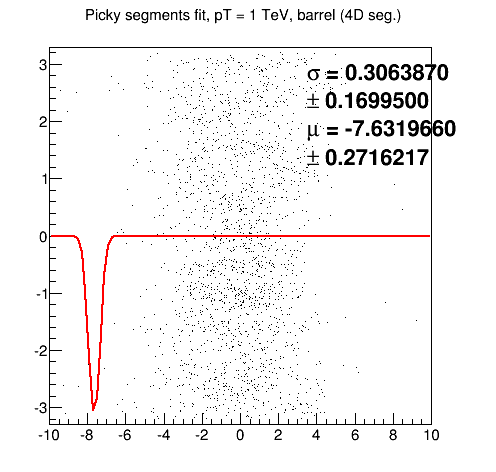 Picky segments fit, pT = 1 TeV, barrel (4D seg.)
σ = 0.3063870
± 0.1699500
μ = -7.6319660
± 0.2716217
3
2
1
0
-1
-2
-3
-10 -8 -6 -4 -2 0 2 4 6 8 10